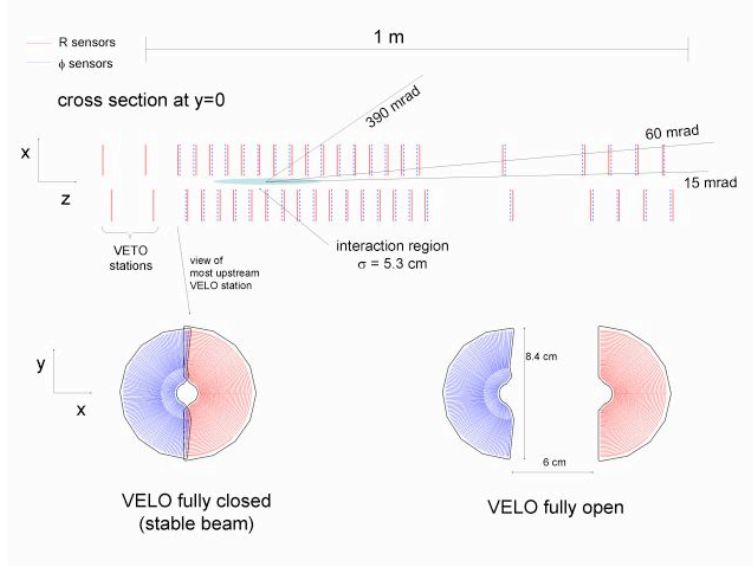 R sensors
ϕ sensors
1 m
cross section at y=0
390 mrad
60 mrad
15 mrad
x
z
VETO
stations
view of
most upstream
VELO station
interaction region
σ = 5.3 cm
y
x
8.4 cm
6 cm
VELO fully closed
(stable beam)
VELO fully open